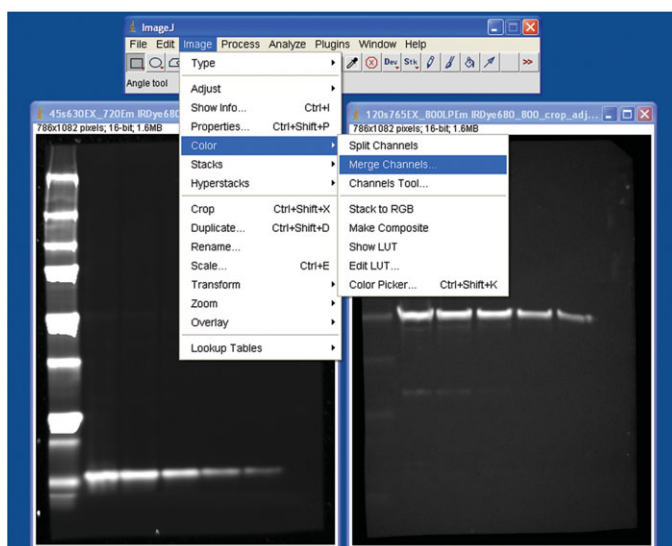 ImageJ
File Edit Image Process Analyze Plugins Window Help
Dev Stk >>
Angle tool
45s630EX_720Em IRDye680
786x1082 pixels; 16-bit; 1.6MB
120s765EX_800LPEm IRDye680_800_crop_adj...
786x1082 pixels; 16-bit; 1.6MB
Type
Adjust
Show Info... Ctrl+I
Properties... Ctrl+Shift+P
Color
Stacks
Hyperstacks
Crop Ctrl+Shift+X
Duplicate... Ctrl+Shift+D
Rename...
Scale... Ctrl+E
Transform
Zoom
Overlay
Lookup Tables
Split Channels
Merge Channels...
Channels Tool...
Stack to RGB
Make Composite
Show LUT
Edit LUT...
Color Picker... Ctrl+Shift+K